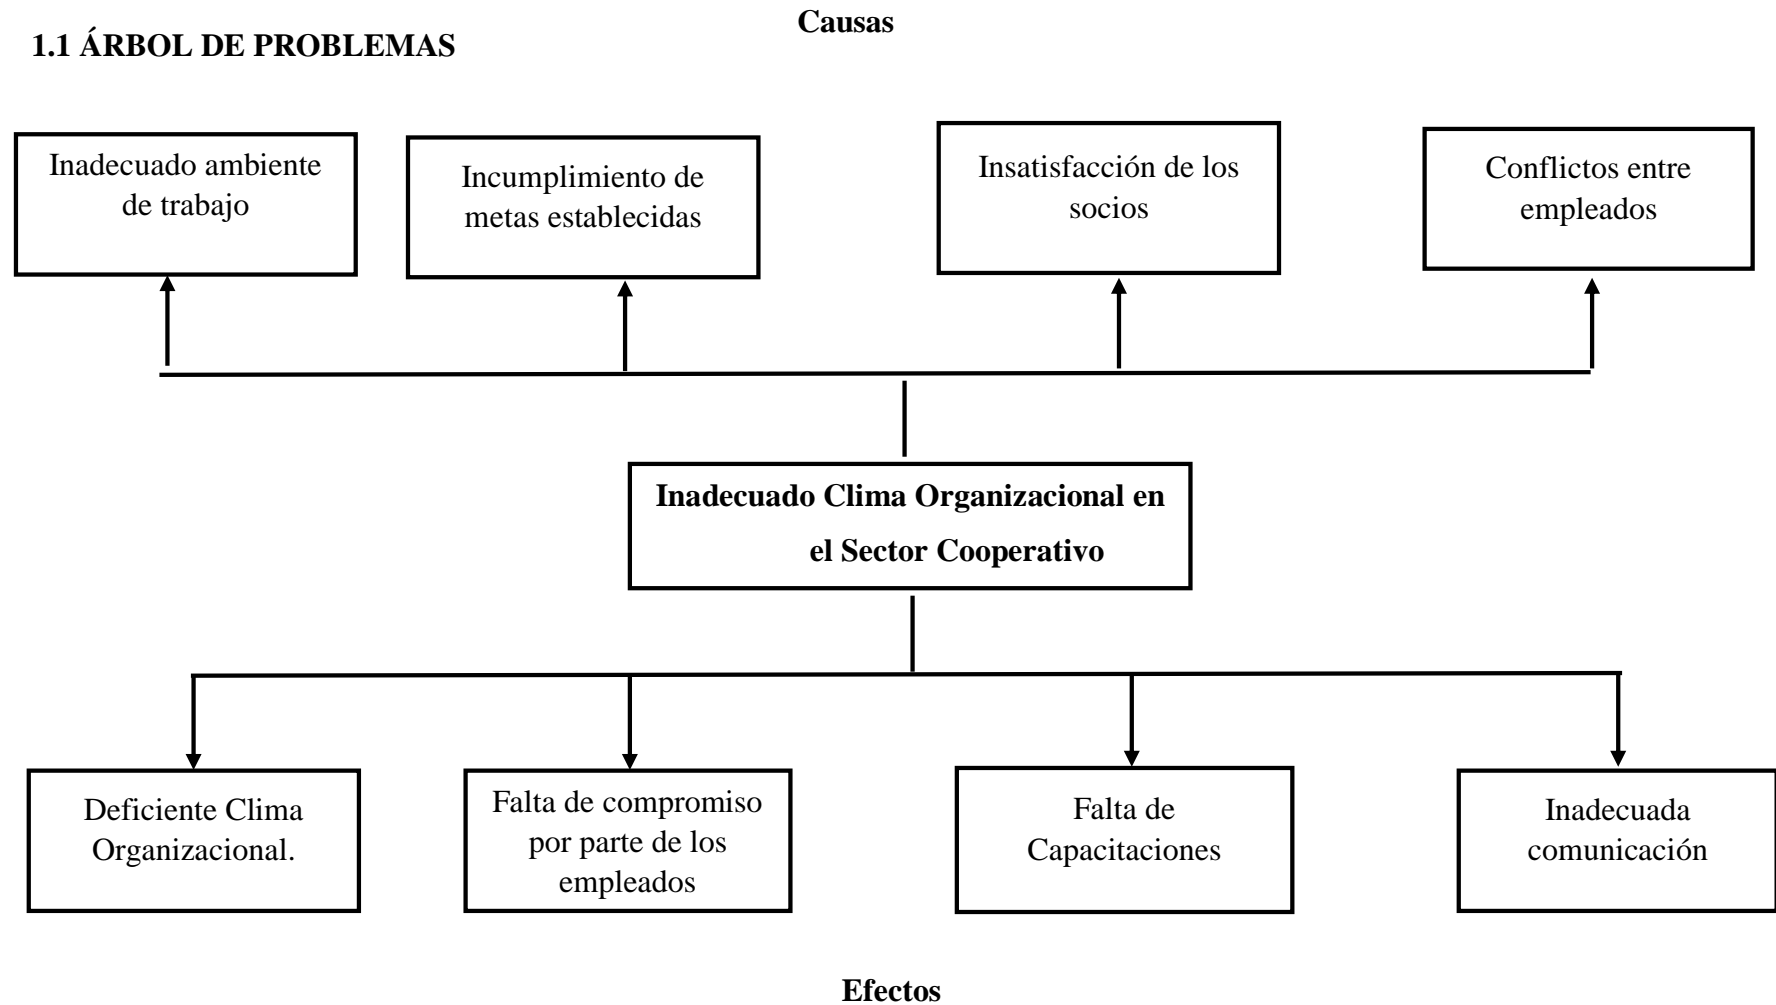 Causas
1.1 ÁRBOL DE PROBLEMAS
Inadecuado ambiente
de trabajo
Incumplimiento de
metas establecidas
Insatisfacción de los
socios
Conflictos entre
empleados
Inadecuado Clima Organizacional en
el Sector Cooperativo
Deficiente Clima
Organizacional.
Falta de compromiso
por parte de los
empleados
Falta de
Capacitaciones
Inadecuada
comunicación
Efectos